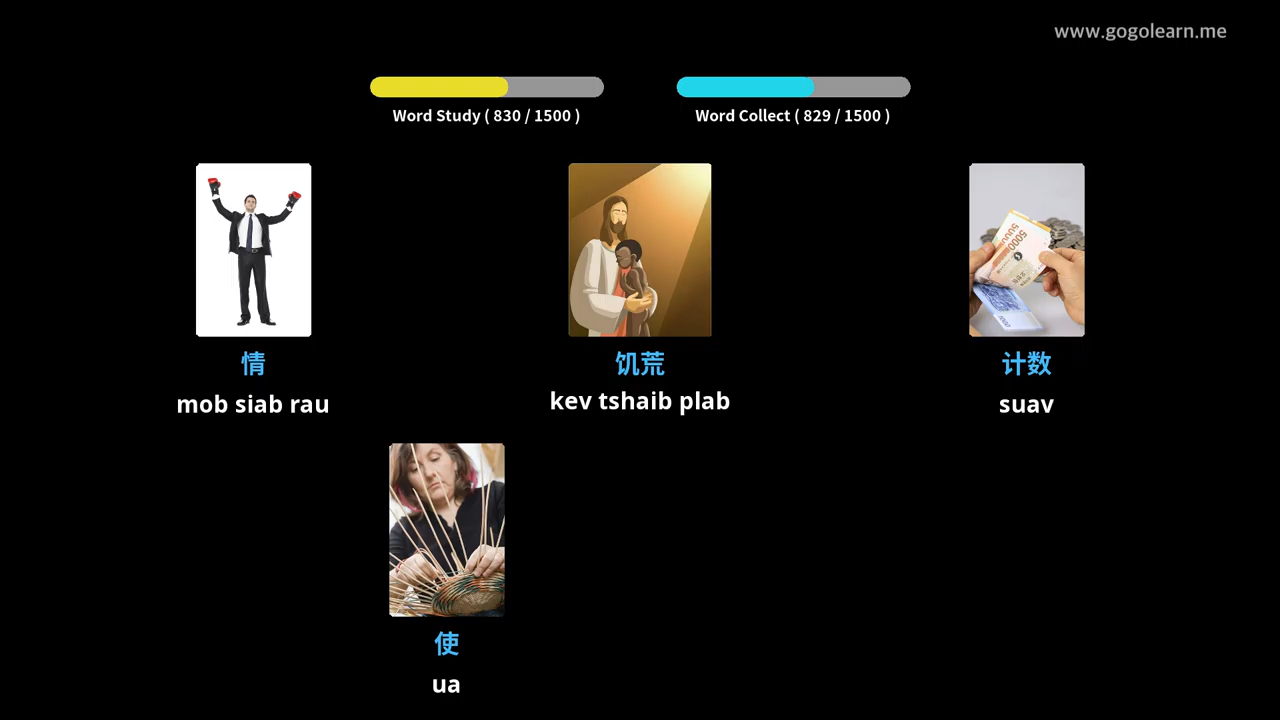 www.gogolearn.me
Word Study ( 830 / 1500 )
Word Collect ( 829 / 1500 )
情
mob siab rau
饥荒
kev tshaib plab
计数
suav
使
ua